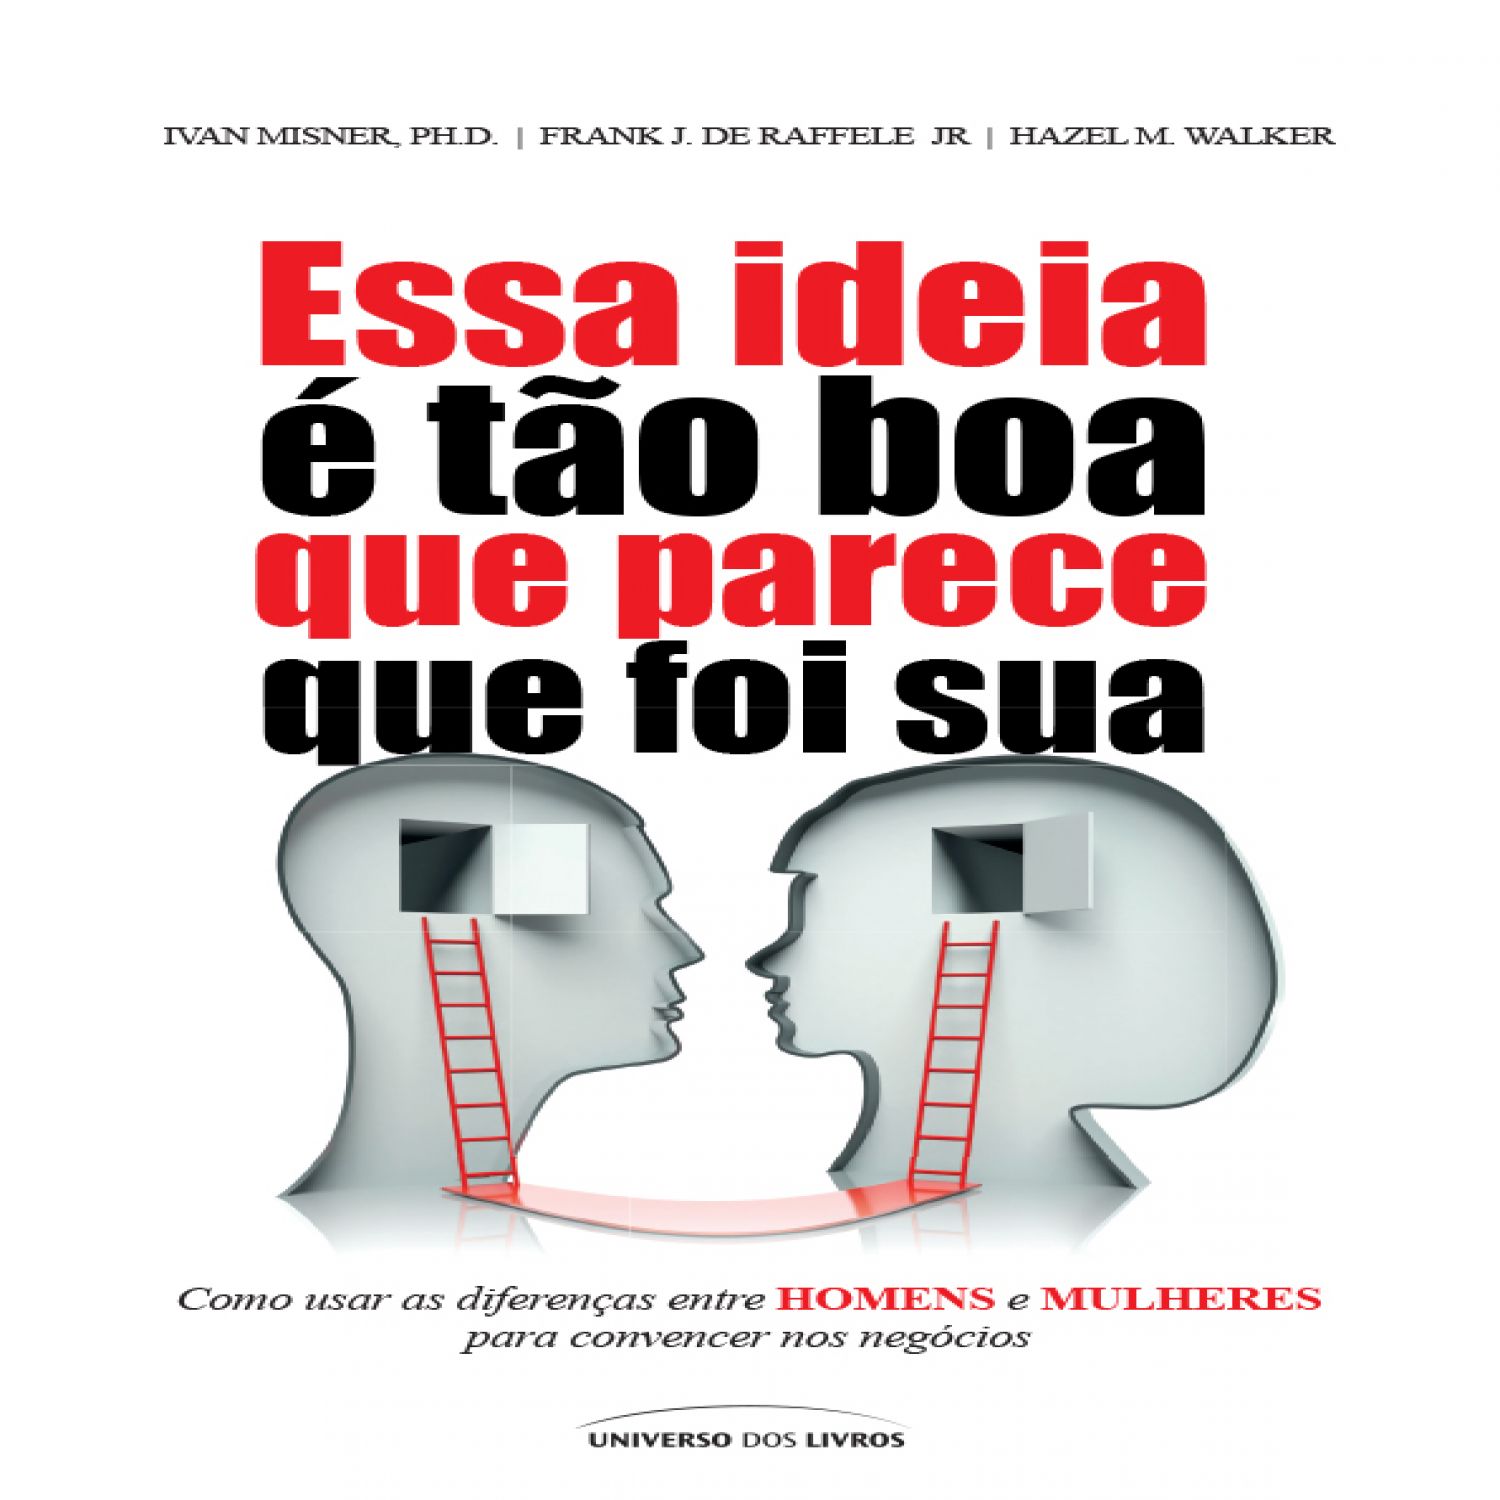 IVAN MISNER, PH.D. | FRANK J. DE RAFFELE JR | HAZEL M. WALKER
Essa ideia
é tão boa
que parece
que foi sua
Como usar as diferenças entre HOMENS e MULHERES
para convencer nos negócios
UNIVERSO DOS LIVROS